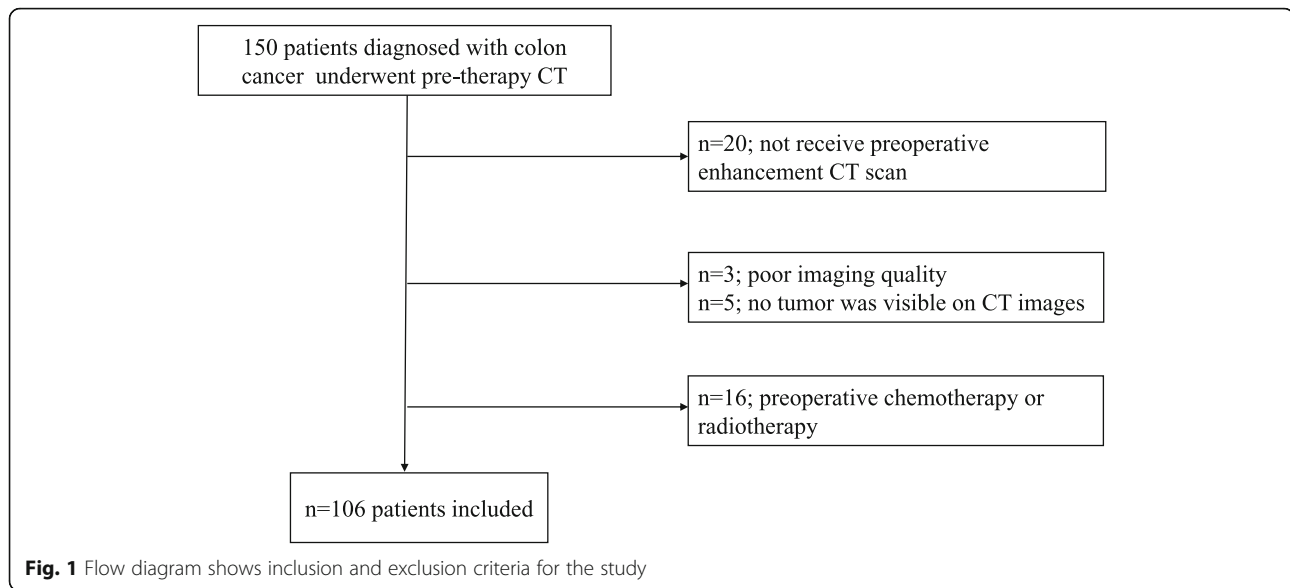 150 patients diagnosed with colon
cancer underwent pre-therapy CT
n=20; not receive preoperative
enhancement CT scan
n=3; poor imaging quality
n=5; no tumor was visible on CT images
n=16; preoperative chemotherapy or
radiotherapy
n=106 patients included
Fig. 1 Flow diagram shows inclusion and exclusion criteria for the study